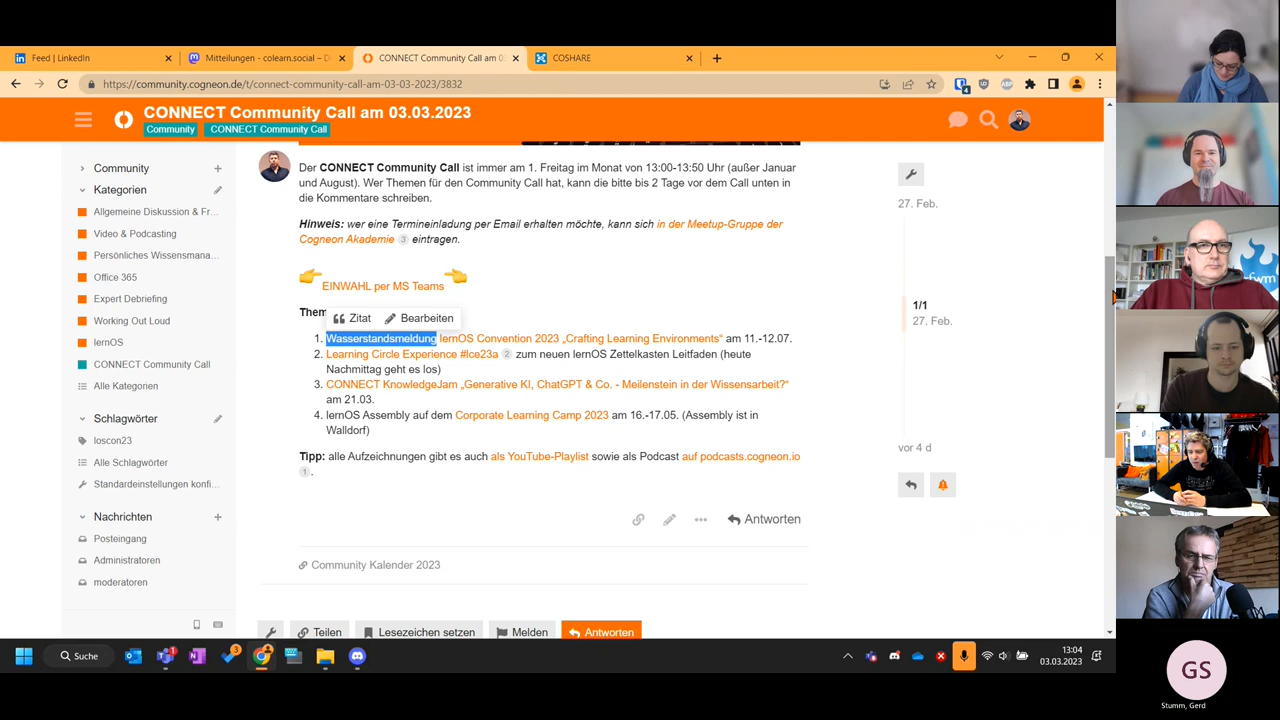 Feed | LinkedIn
Mitteilungen - colearn.social – D
CONNECT Community Call am 03
COSHARE
https://community.cogneon.de/t/connect-community-call-am-03-03-2023/3832
4
ABP
CONNECT Community Call am 03.03.2023
Community CONNECT Community Call
Community
Kategorien
Allgemeine Diskussion & Fr...
Video & Podcasting
Persönliches Wissensmana...
Office 365
Expert Debriefing
Working Out Loud
lernOS
CONNECT Community Call
Alle Kategorien
Schlagwörter
loscon23
Alle Schlagwörter
Standardeinstellungen konfi...
Nachrichten
Posteingang
Administratoren
moderatoren
Der CONNECT Community Call ist immer am 1. Freitag im Monat von 13:00-13:50 Uhr (außer Januar
und August). Wer Themen für den Community Call hat, kann die bitte bis 2 Tage vor dem Call unten in
die Kommentare schreiben.
Hinweis: wer eine Termineinladung per Email erhalten möchte, kann sich in der Meetup-Gruppe der
Cogneon Akademie 3 eintragen.
EINWAHL per MS Teams
Them
Zitat Bearbeiten
1. Wasserstandsmeldung lernOS Convention 2023 „Crafting Learning Environments“ am 11.-12.07.
2. Learning Circle Experience #lce23a 2 zum neuen lernOS Zettelkasten Leitfaden (heute
Nachmittag geht es los)
3. CONNECT KnowledgeJam „Generative KI, ChatGPT & Co. - Meilenstein in der Wissensarbeit?“
am 21.03.
4. lernOS Assembly auf dem Corporate Learning Camp 2023 am 16.-17.05. (Assembly ist in
Walldorf)
Tipp: alle Aufzeichnungen gibt es auch als YouTube-Playlist sowie als Podcast auf podcasts.cogneon.io
1.
Antworten
Community Kalender 2023
Teilen Lesezeichen setzen Melden Antworten
27. Feb.
1/1
27. Feb.
vor 4 d
Suche
1
3
13:04
03.03.2023
fwm
GS
Stumm, Gerd